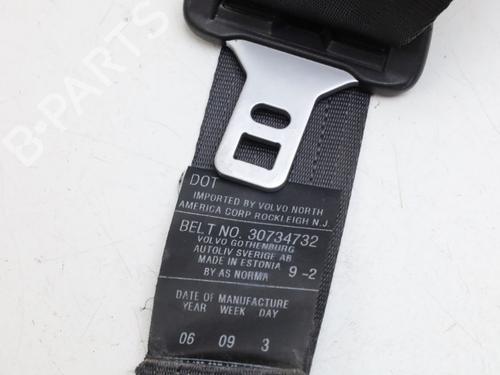 B-PARTS
DOT
IMPORTED BY VOLVO NORTH
AMERICA CORP ROCKLEIGH N.J.
BELT NO. 30734732
VOLVO GOTHENBURG
AUTOLIV SVERIGE AB
MADE IN ESTONIA
BY AS NORMA 9-2
DATE OF MANUFACTURE
YEAR WEEK DAY
06 09 3